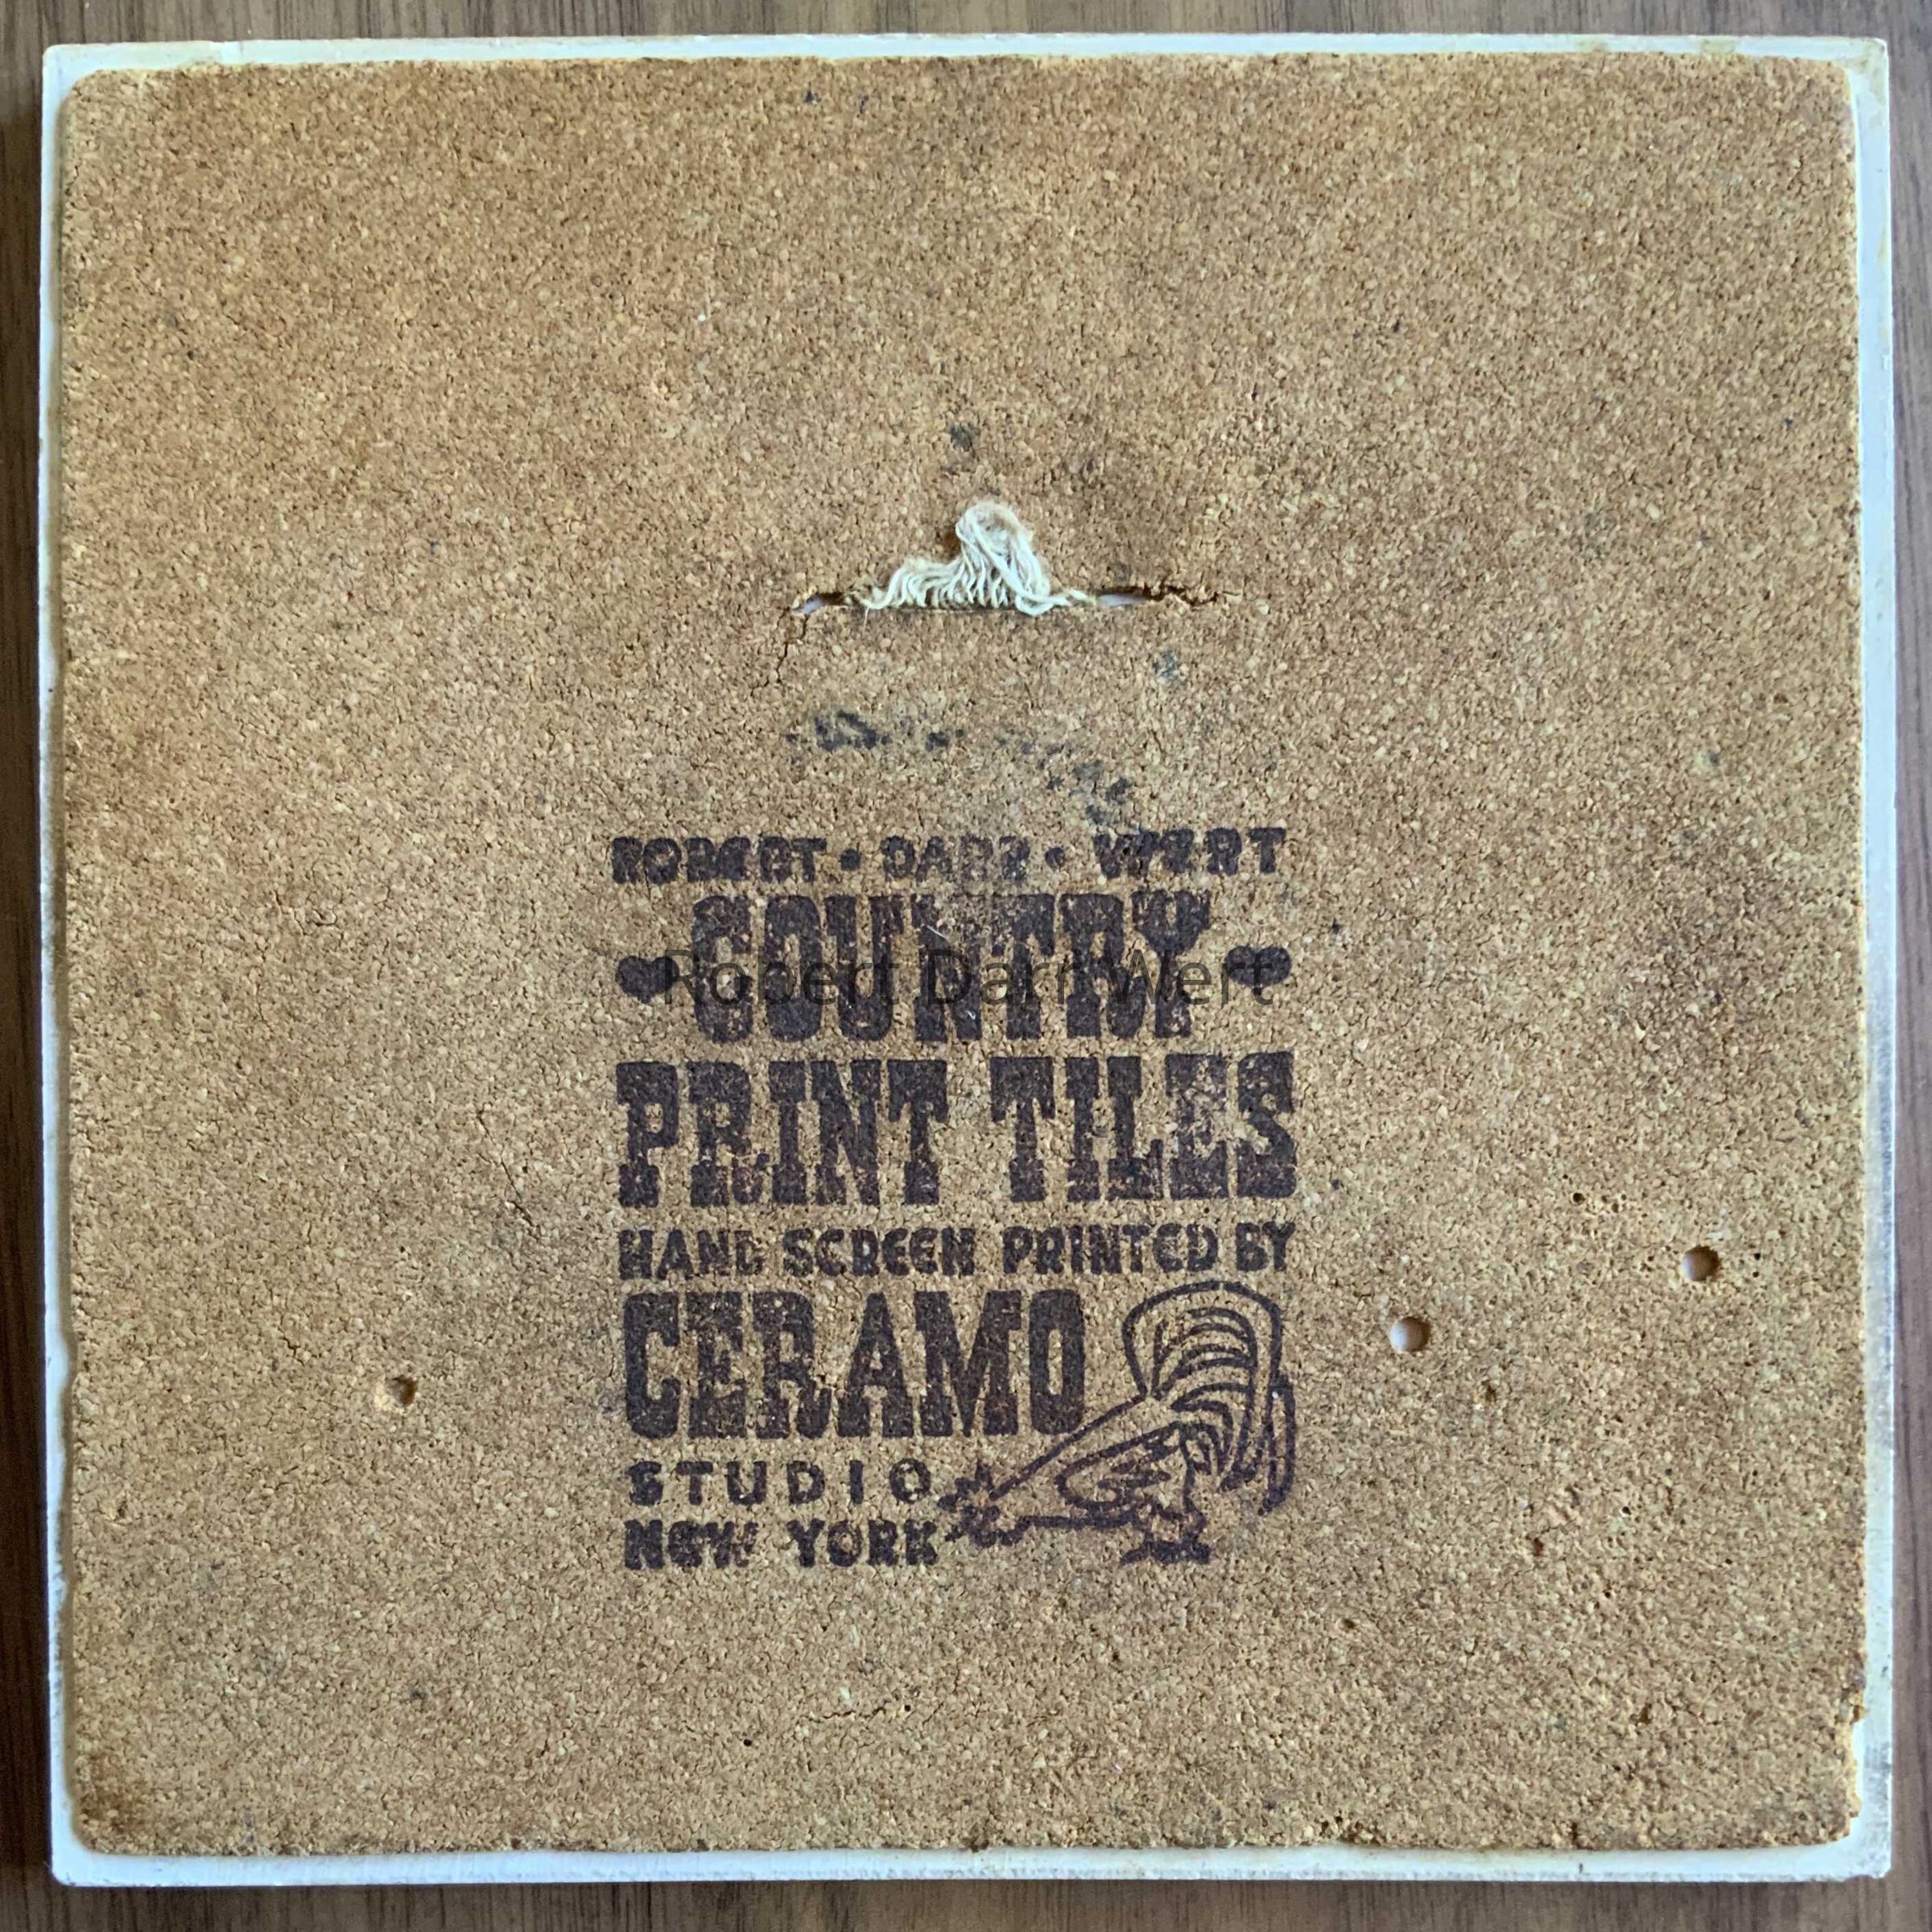 ROBERT • DARR • WERT
COUNTRY
Robert Darr Wert
PRINT TILES
HAND SCREEN PRINTED BY
CERAMO
STUDIO
NEW YORK